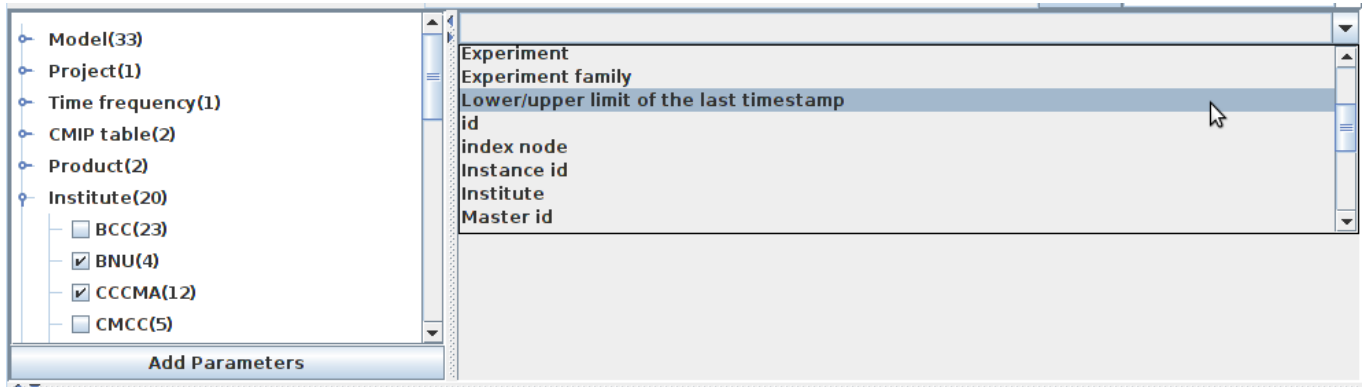 Model(33)
Project(1)
Time frequency(1)
CMIP table(2)
Product(2)
Institute(20)
BCC(23)
BNU(4)
CCCMA(12)
CMCC(5)
Add Parameters
Experiment
Experiment family
Lower/upper limit of the last timestamp
id
index node
Instance id
Institute
Master id